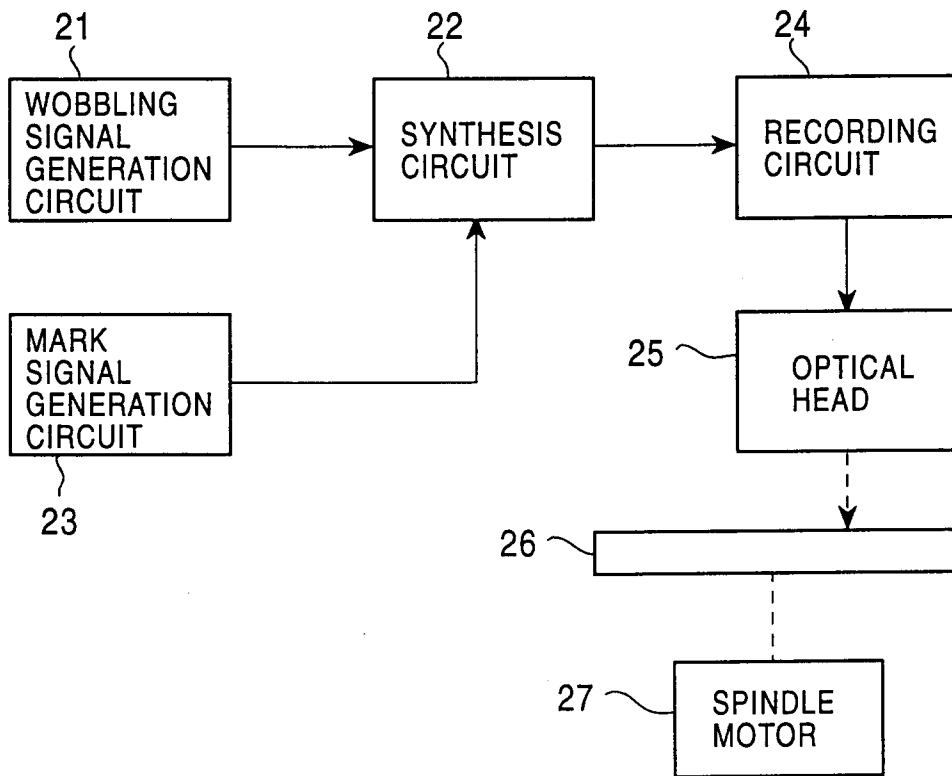 21
WOBBLING
SIGNAL
GENERATION
CIRCUIT
22
SYNTHESIS
CIRCUIT
24
RECORDING
CIRCUIT
MARK
SIGNAL
GENERATION
CIRCUIT
23
25
OPTICAL
HEAD
26
27
SPINDLE
MOTOR